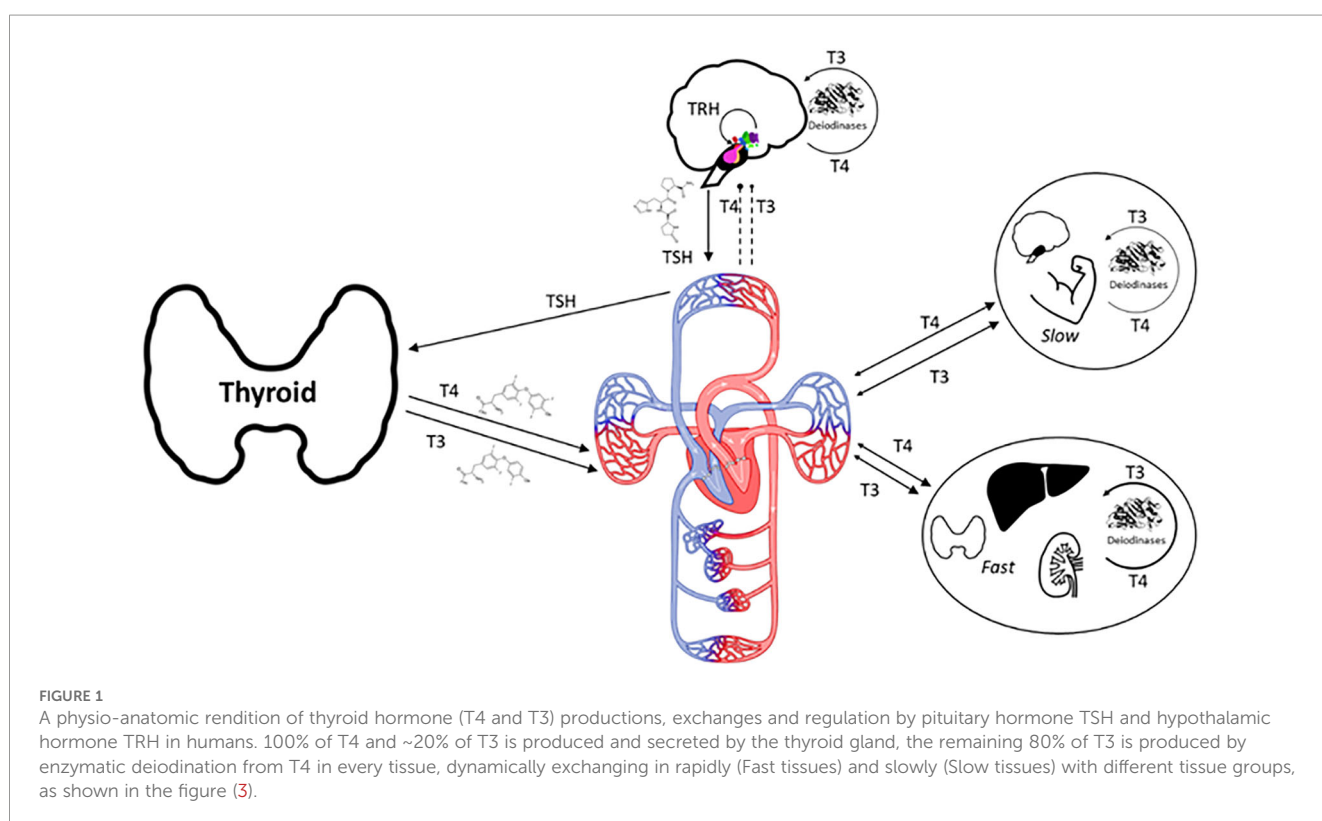 T3
TRH
Deiodinases
T4
T4
T3
TSH
TSH
Thyroid
T4
T3
T3
Deiodinases
T4
Slow
T4
T3
T4
T3
T3
Deiodinases
T4
Fast
FIGURE 1
A physio-anatomic rendition of thyroid hormone (T4 and T3) productions, exchanges and regulation by pituitary hormone TSH and hypothalamic
hormone TRH in humans. 100% of T4 and ~20% of T3 is produced and secreted by the thyroid gland, the remaining 80% of T3 is produced by
enzymatic deiodination from T4 in every tissue, dynamically exchanging in rapidly (Fast tissues) and slowly (Slow tissues) with different tissue groups,
as shown in the figure (3).